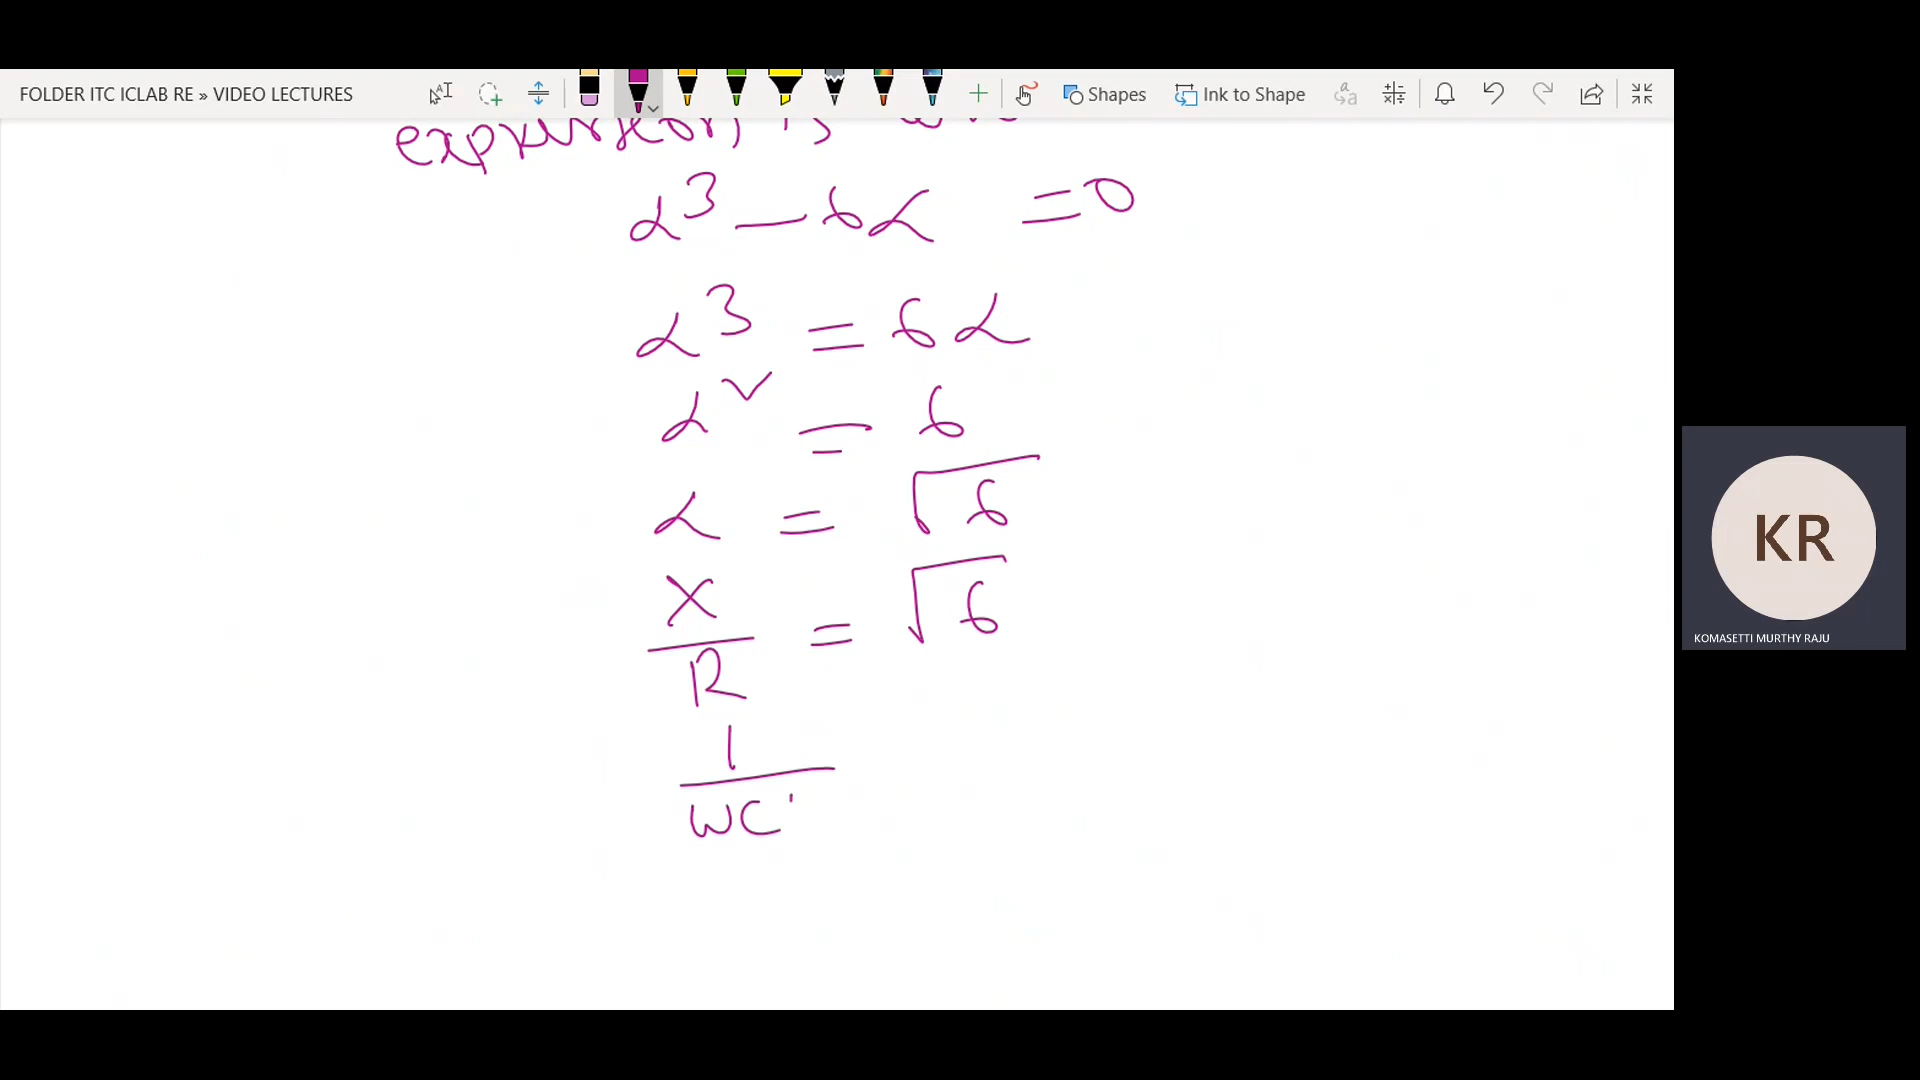 FOLDER ITC ICLAB RE » VIDEO LECTURES
Shapes
Ink to Shape
is
α³ – 6α = 0
α³ = 6α
α² = 6
α = √6
X/R = √6
1/WC
KR
KOMASETTI MURTHY RAJU